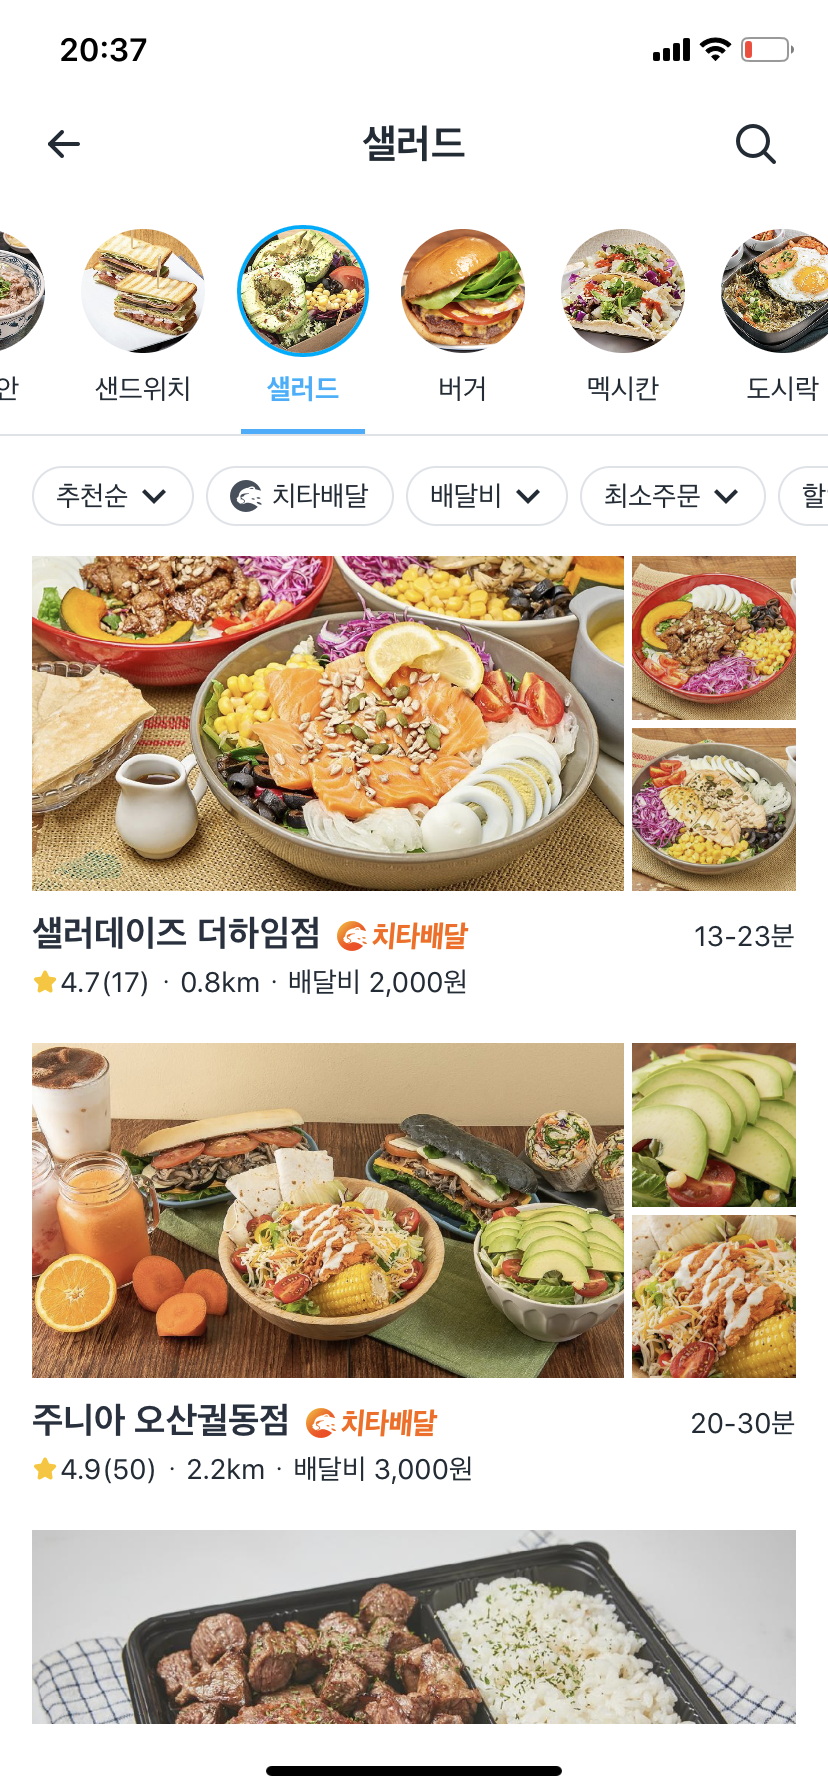 20:37
샐러드
안
샌드위치
샐러드
버거
멕시칸
도시락
추천순
치타배달
배달비
최소주문
할
샐러데이즈 더하임점 치타배달 13-23분
4.7(17) · 0.8km · 배달비 2,000원
주니아 오산궐동점 치타배달 20-30분
4.9(50) · 2.2km · 배달비 3,000원